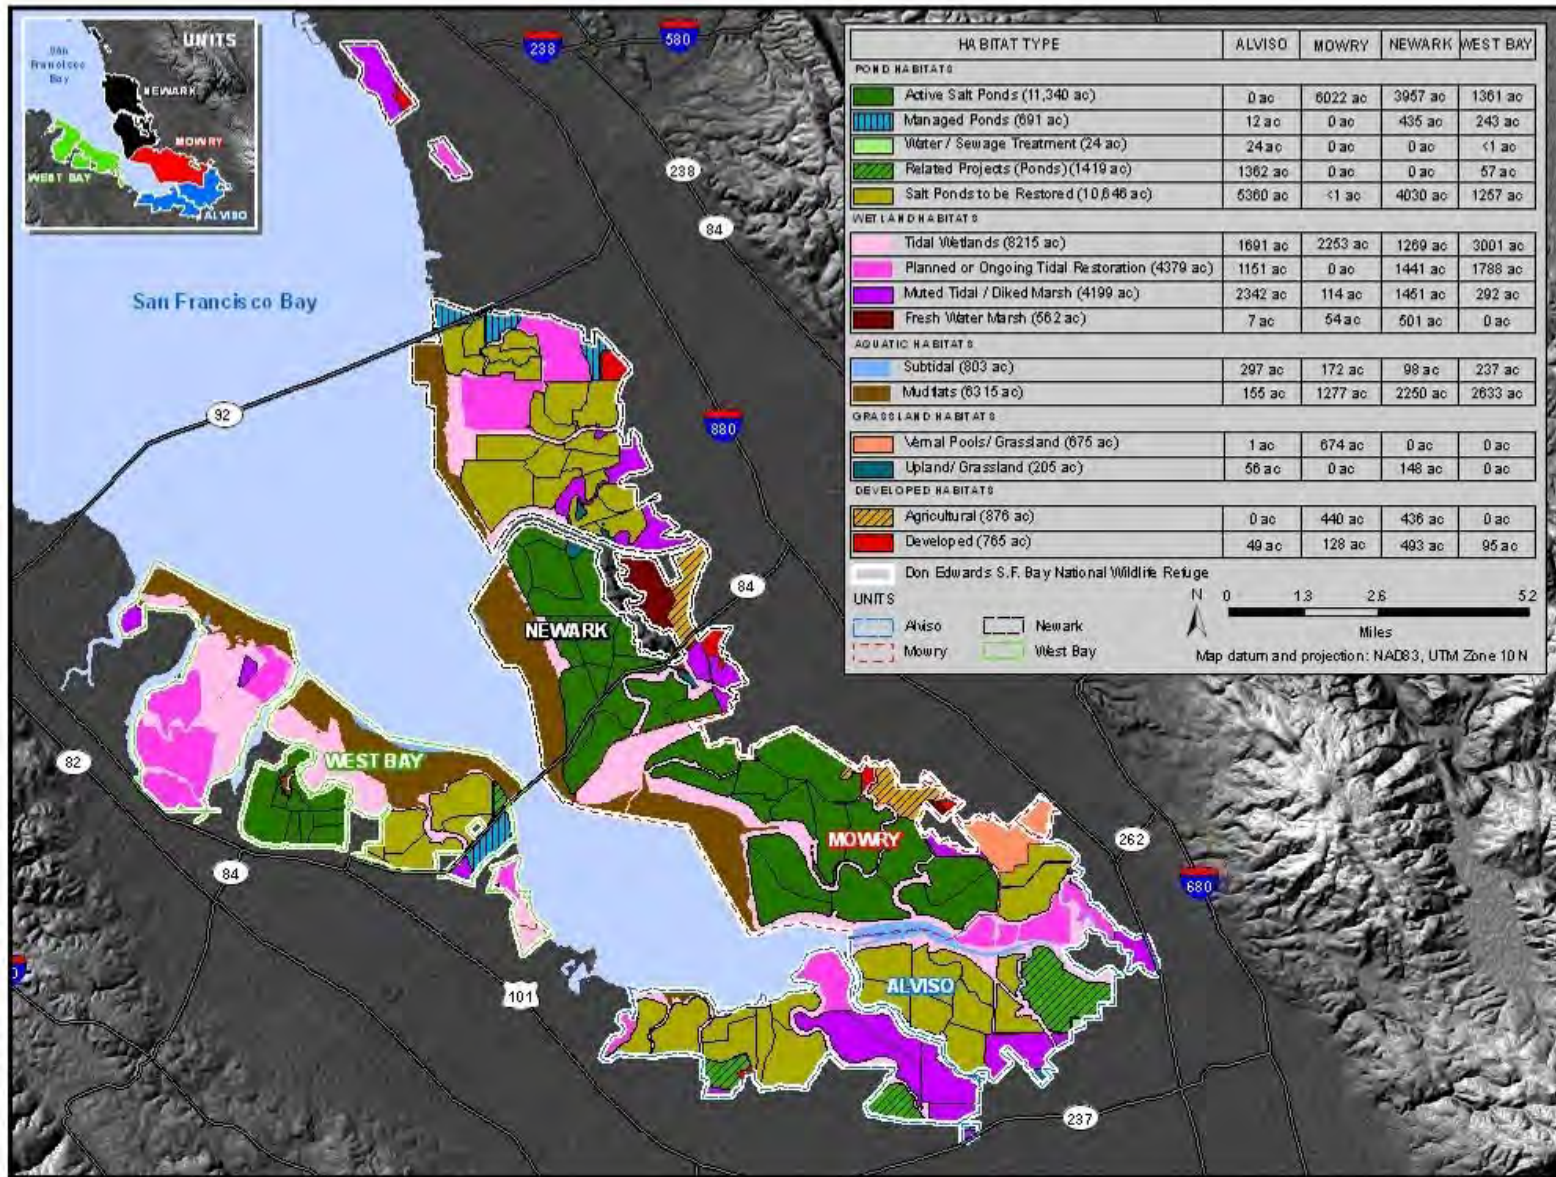 UNITS
San
Francisco
Bay
NEWARK
MOWRY
WEST BAY
ALVISO
238
580
238
84
San Francisco Bay
92
880
84
NEWARK
WEST BAY
82
84
MOWRY
262
680
ALVISO
101
237
HABITAT TYPE ALVISO MOWRY NEWARK WEST BAY
POND HABITATS
Active Salt Ponds (11,340 ac) 0 ac 6022 ac 3957 ac 1361 ac
Managed Ponds (691 ac) 12 ac 0 ac 435 ac 243 ac
Water / Sewage Treatment (24 ac) 24 ac 0 ac 0 ac <1 ac
Related Projects (Ponds) (1419 ac) 1362 ac 0 ac 0 ac 57 ac
Salt Ponds to be Restored (10,646 ac) 5360 ac <1 ac 4030 ac 1257 ac
WETLAND HABITATS
Tidal Wetlands (8215 ac) 1691 ac 2253 ac 1269 ac 3001 ac
Planned or Ongoing Tidal Restoration (4379 ac) 1151 ac 0 ac 1441 ac 1788 ac
Muted Tidal / Diked Marsh (4199 ac) 2342 ac 114 ac 1451 ac 292 ac
Fresh Water Marsh (562 ac) 7 ac 54 ac 501 ac 0 ac
AQUATIC HABITATS
Subtidal (803 ac) 297 ac 172 ac 98 ac 237 ac
Mudflats (6315 ac) 155 ac 1277 ac 2250 ac 2633 ac
GRASSLAND HABITATS
Vernal Pools/ Grassland (675 ac) 1 ac 674 ac 0 ac 0 ac
Upland/ Grassland (205 ac) 56 ac 0 ac 148 ac 0 ac
DEVELOPED HABITATS
Agricultural (876 ac) 0 ac 440 ac 436 ac 0 ac
Developed (765 ac) 49 ac 128 ac 493 ac 95 ac
Don Edwards S.F. Bay National Wildlife Refuge
UNITS
Alviso Newark
Mowry West Bay
N
0 1.3 2.6 5.2
Miles
Map datum and projection: NAD83, UTM Zone 10 N